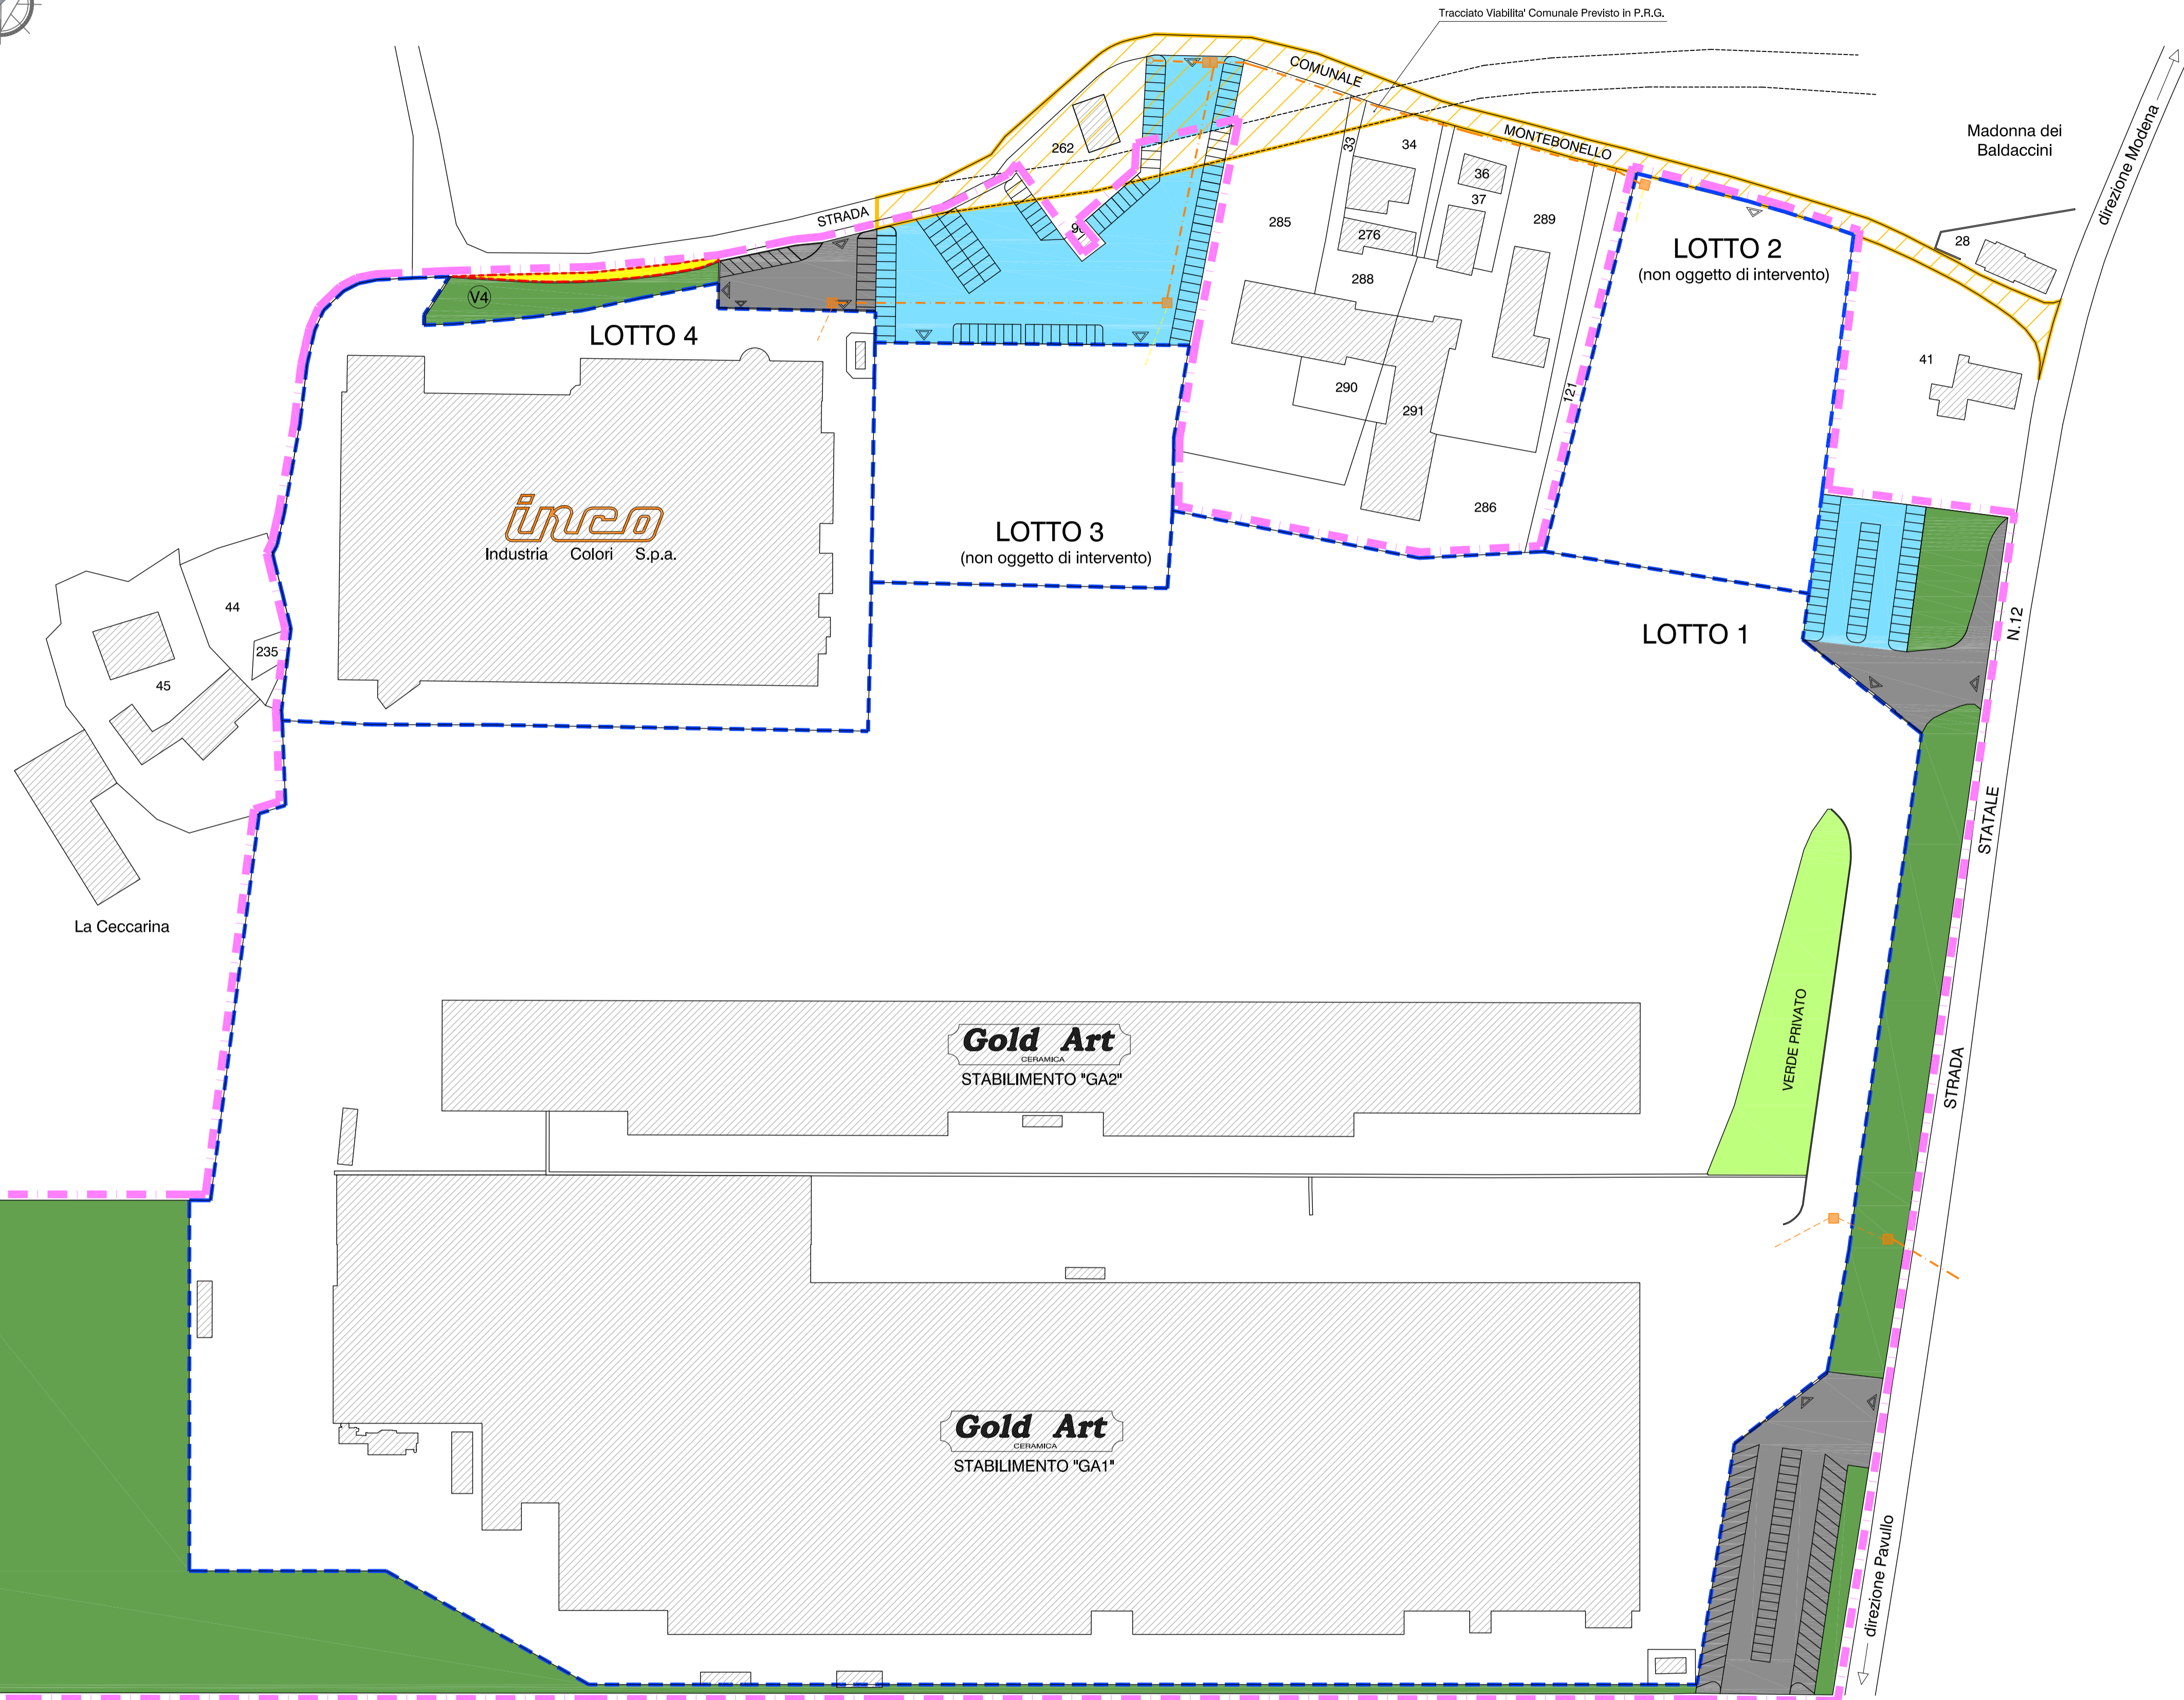 Tracciato Viabilita' Comunale Previsto in P.R.G.
COMUNALE
direzione Modena
MONTEBONELLO
Madonna dei
Baldaccini
33
34
262
36
37
STRADA
285
276
289
28
LOTTO 2
(non oggetto di intervento)
288
V4
LOTTO 4
41
290
291
121
inco
Industria Colori S.p.a.
LOTTO 3
(non oggetto di intervento)
286
44
235
45
LOTTO 1
N.12
STATALE
La Ceccarina
VERDE PRIVATO
Gold Art
CERAMICA
STABILIMENTO "GA2"
STRADA
Gold Art
CERAMICA
STABILIMENTO "GA1"
direzione Pavullo